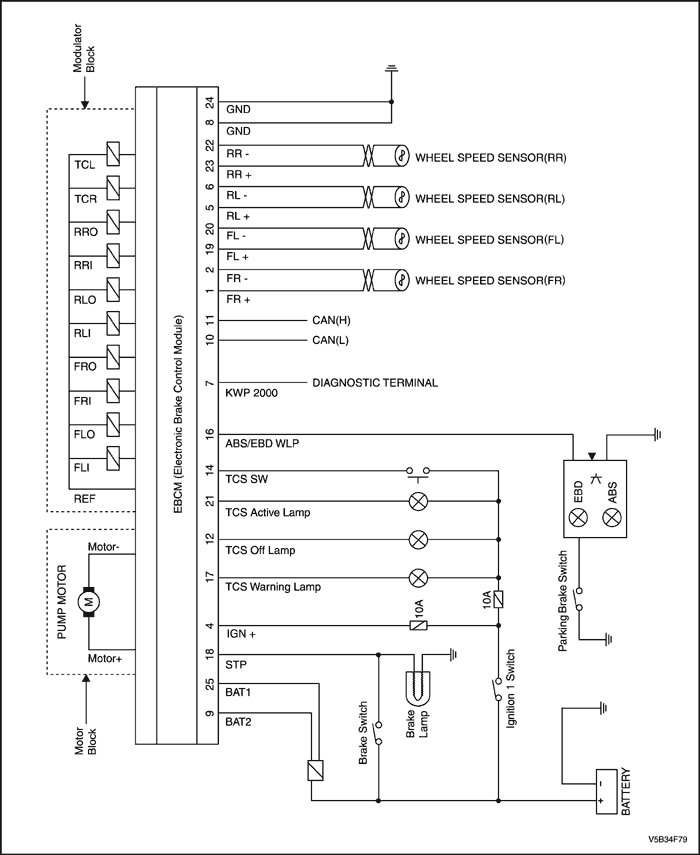 Modulator
Block
TCL
TCR
RRO
RRI
RLO
RLI
FRO
FRI
FLO
FLI
REF
Motor-
PUMP MOTOR
M
Motor+
Motor
Block
EBCM (Electronic Brake Control Module)
24
GND
8
GND
22
RR -
23
RR +
WHEEL SPEED SENSOR(RR)
6
RL -
5
RL +
WHEEL SPEED SENSOR(RL)
20
FL -
19
FL +
WHEEL SPEED SENSOR(FL)
2
FR -
1
FR +
WHEEL SPEED SENSOR(FR)
11
CAN(H)
10
CAN(L)
7
KWP 2000
DIAGNOSTIC TERMINAL
16
ABS/EBD WLP
14
TCS SW
21
TCS Active Lamp
12
TCS Off Lamp
17
TCS Warning Lamp
4
IGN +
10A
10A
18
STP
25
BAT1
9
BAT2
Brake Switch
Brake
Lamp
Ignition 1 Switch
EBD
ABS
Parking Brake Switch
-
+
BATTERY
V5B34F79